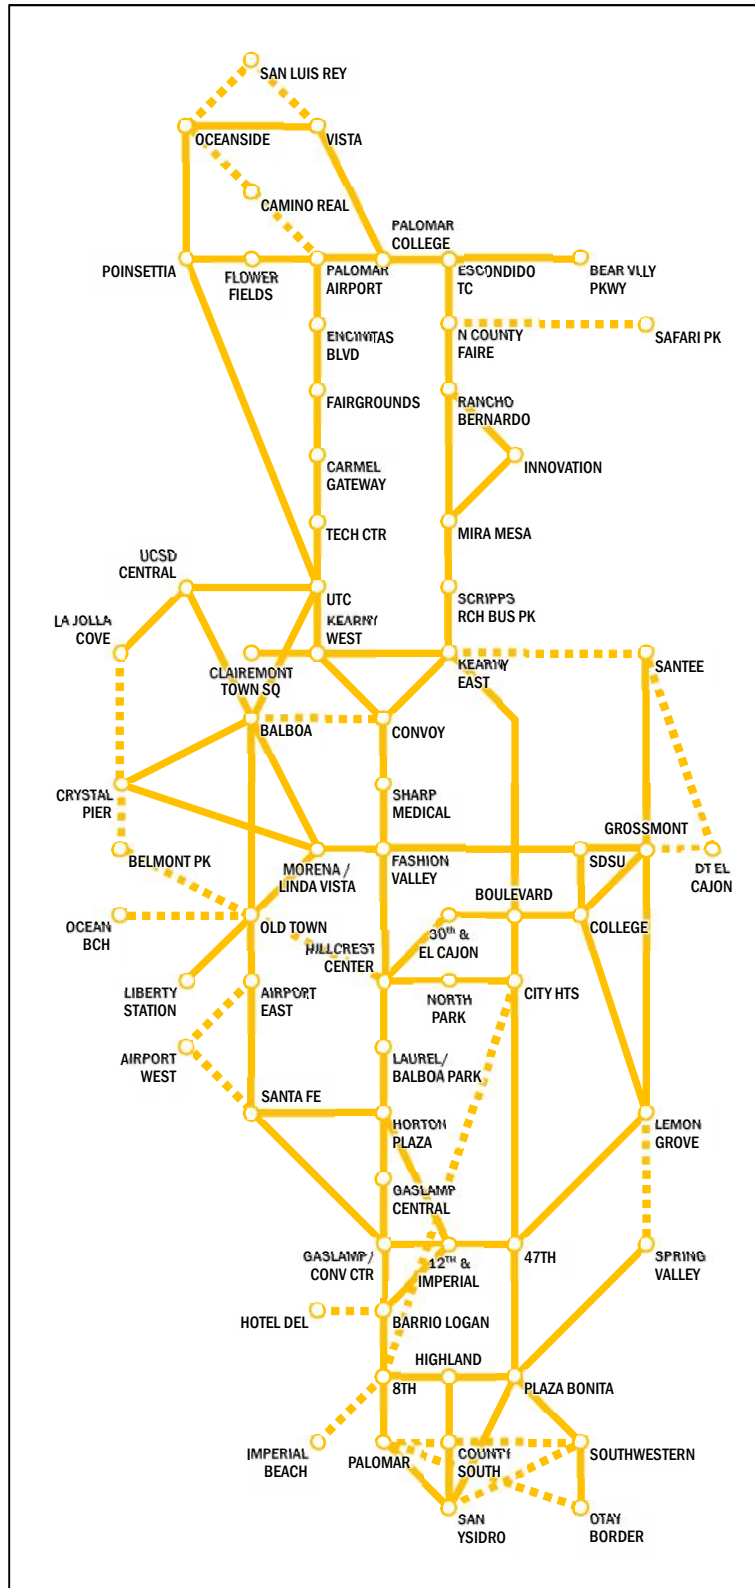 SAN LUIS REY
OCEANSIDE
VISTA
CAMINO REAL
PALOMAR
COLLEGE
POINSETTIA
FLOWER
FIELDS
PALOMAR
AIRPORT
ESCONDIDO
TC
BEAR VLLY
PKWY
ENCINITAS
BLVD
N COUNTY
FAIRE
SAFARI PK
FAIRGROUNDS
RANCHO
BERNARDO
CARMEL
GATEWAY
INNOVATION
TECH CTR
MIRA MESA
UCSD
CENTRAL
UTC
SCRIPPS
RCH BUS PK
LA JOLLA
COVE
KEARNY
WEST
CLAIREMONT
TOWN SQ
KEARNY
EAST
SANTEE
BALBOA
CONVOY
CRYSTAL
PIER
SHARP
MEDICAL
GROSSMONT
BELMONT PK
MORENA /
LINDA VISTA
FASHION
VALLEY
SDSU
DT EL
CAJON
BOULEVARD
OCEAN
BCH
OLD TOWN
30TH &
EL CAJON
COLLEGE
HILLCREST
CENTER
LIBERTY
STATION
AIRPORT
EAST
NORTH
PARK
CITY HTS
AIRPORT
WEST
LAUREL/
BALBOA PARK
SANTA FE
HORTON
PLAZA
LEMON
GROVE
GASLAMP
CENTRAL
GASLAMP/
CONV CTR
12TH &
IMPERIAL
47TH
SPRING
VALLEY
HOTEL DEL
BARRIO LOGAN
HIGHLAND
8TH
PLAZA BONITA
IMPERIAL
BEACH
PALOMAR
COUNTY
SOUTH
SOUTHWESTERN
SAN
YSIDRO
OTAY
BORDER